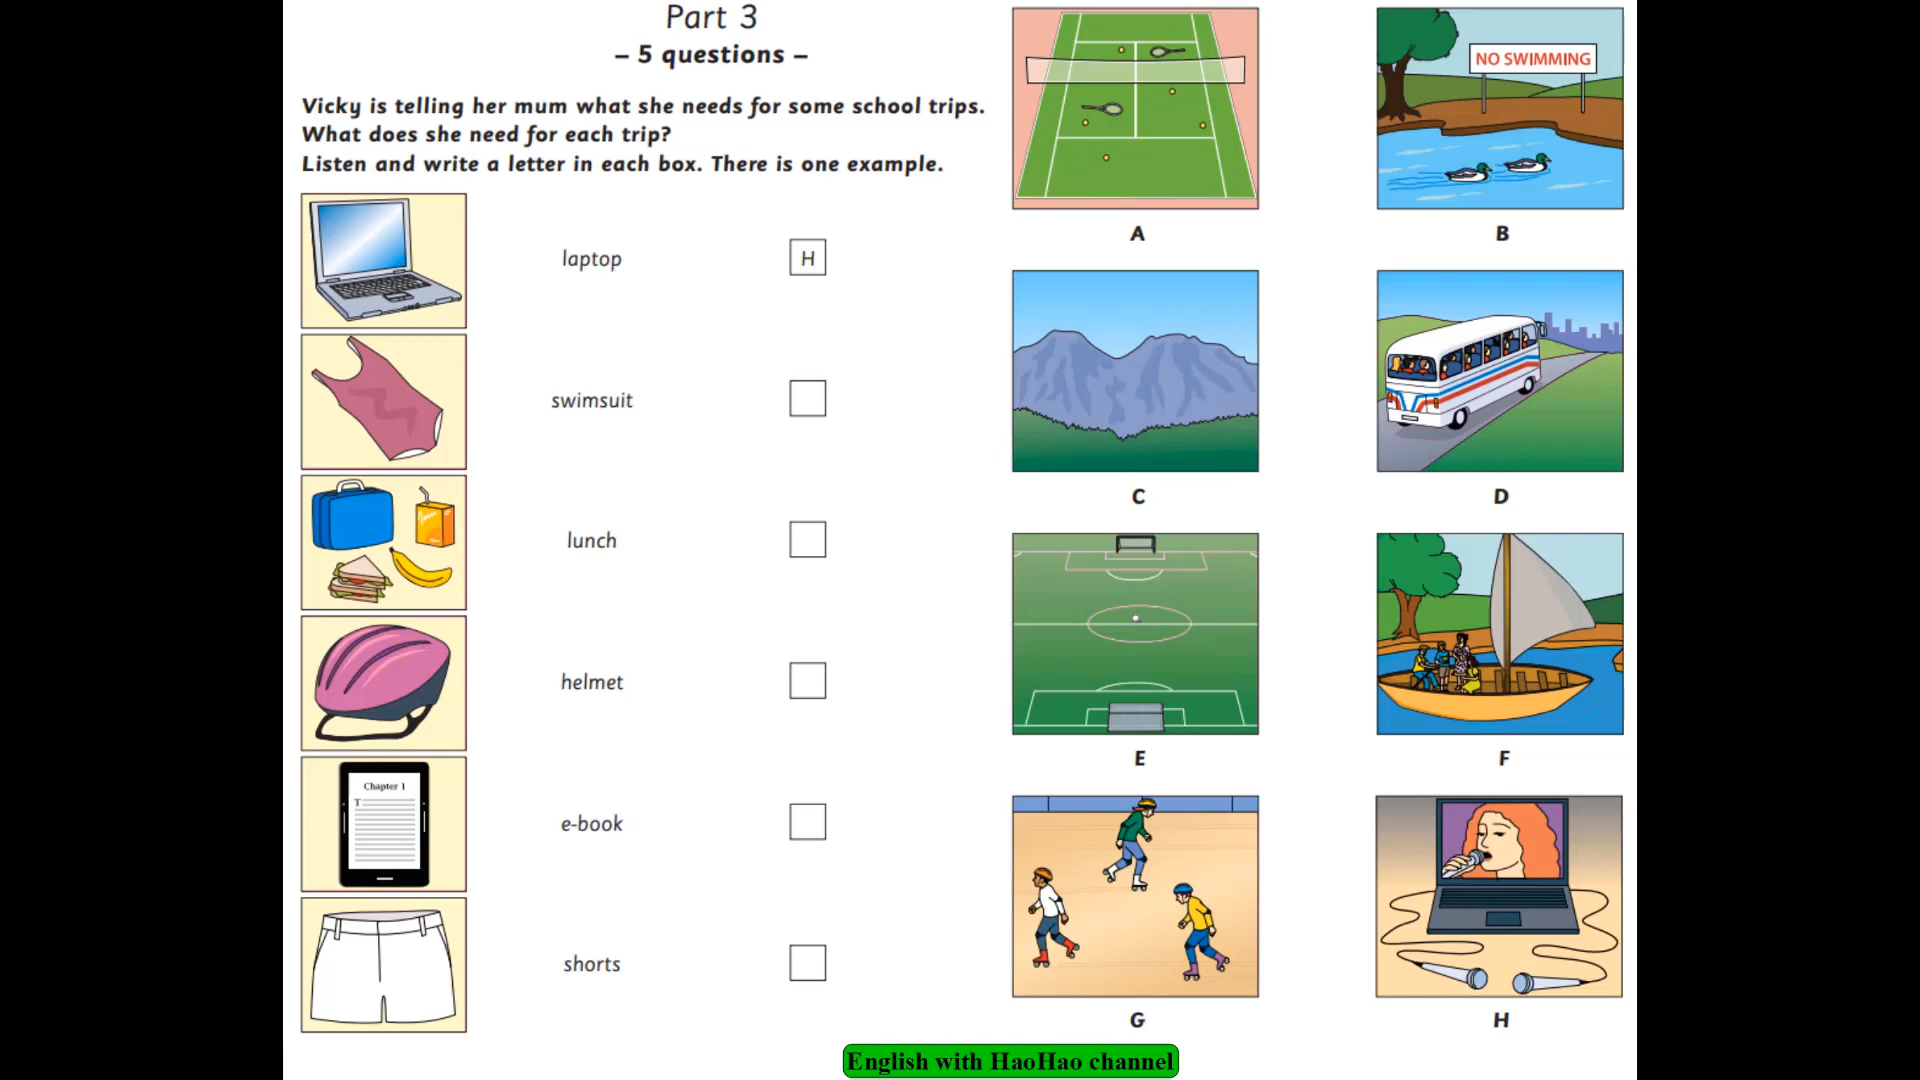 Part 3
– 5 questions –
Vicky is telling her mum what she needs for some school trips.
What does she need for each trip?
Listen and write a letter in each box. There is one example.
laptop
H
swimsuit
lunch
helmet
Chapter 1
T
e-book
shorts
A
NO SWIMMING
B
C
D
E
F
G
H
English with HaoHao channel